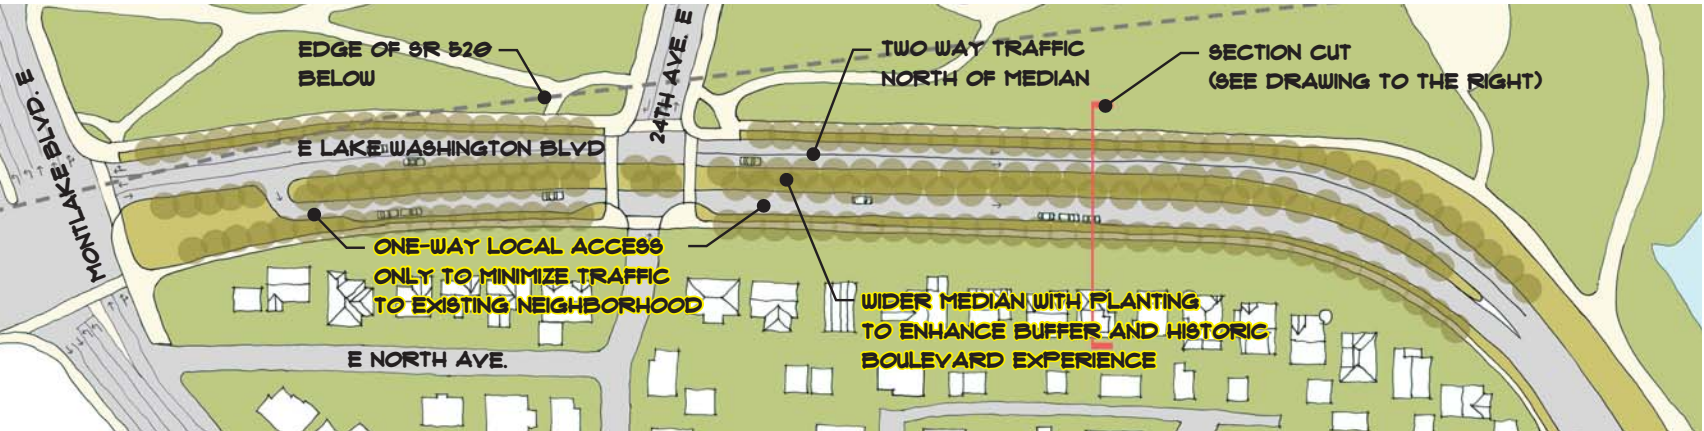 EDGE OF SR 520
BELOW
24TH AVE. E
TWO WAY TRAFFIC
NORTH OF MEDIAN
SECTION CUT
(SEE DRAWING TO THE RIGHT)
MONTLAKE BLVD. E
E LAKE WASHINGTON BLVD
ONE-WAY LOCAL ACCESS
ONLY TO MINIMIZE TRAFFIC
TO EXISTING NEIGHBORHOOD
WIDER MEDIAN WITH PLANTING
TO ENHANCE BUFFER AND HISTORIC
BOULEVARD EXPERIENCE
E NORTH AVE.